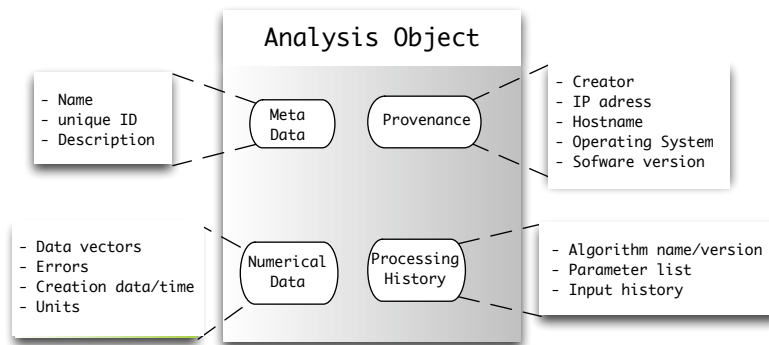 Analysis Object
- Name
- unique ID
- Description
Meta
Data
Provenance
- Creator
- IP adress
- Hostname
- Operating System
- Sofware version
- Data vectors
- Errors
- Creation data/time
- Units
Numerical
Data
Processing
History
- Algorithm name/version
- Parameter list
- Input history